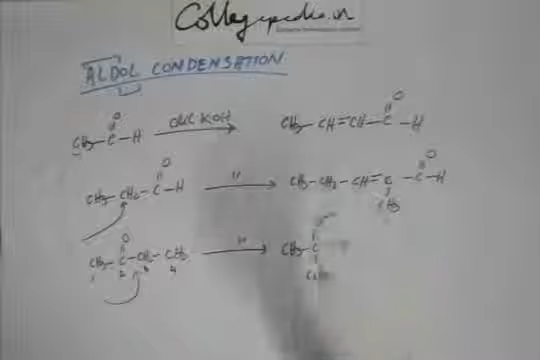 Collegepedia.in
ALDOL CONDENSATION
O
CH₃-C-H dil KOH CH₃-CH=CH-C-H
O
O
CH₃-CH₂-C-H " CH₃-CH₂-CH=C-C-H
O
CH₃
O
CH₃-C-CH₂-CH₃ " CH₃-C
1 2 3 4